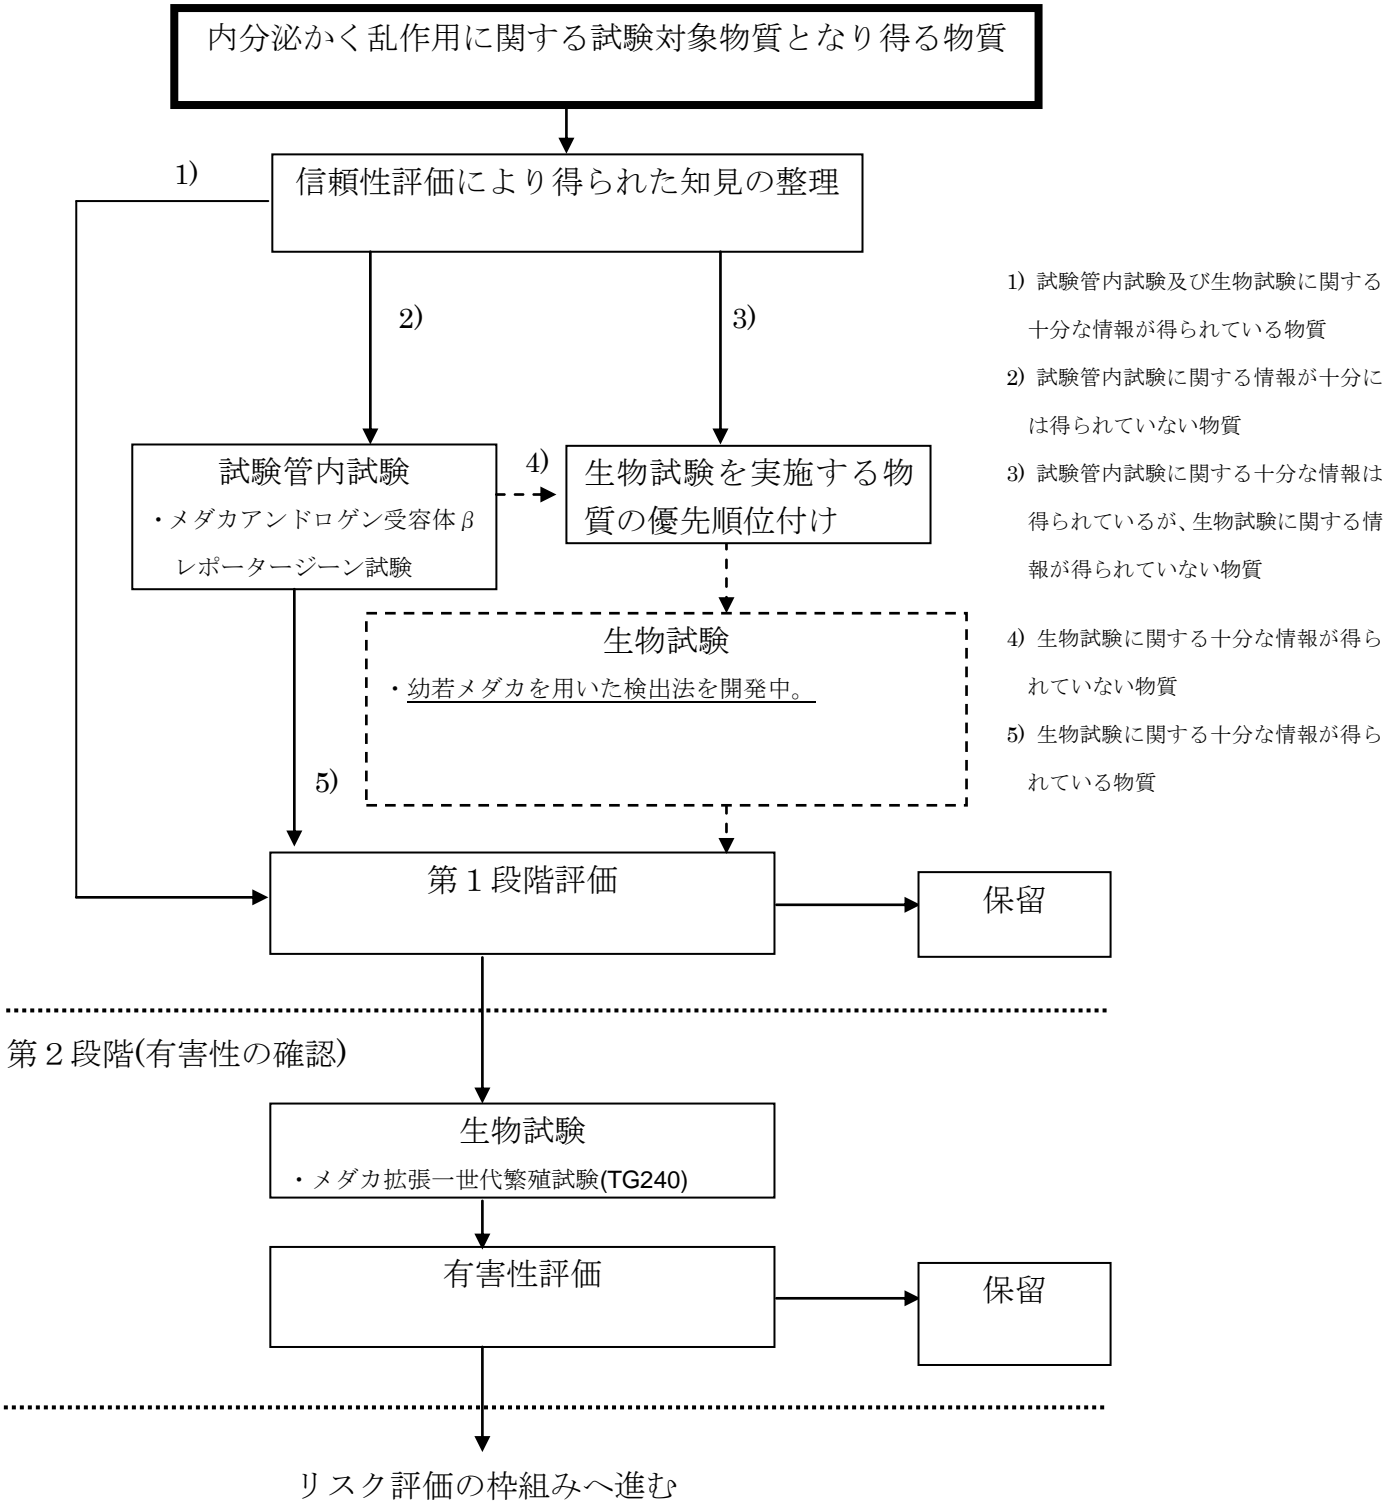 内分泌かく乱作用に関する試験対象物質となり得る物質
1)
信頼性評価により得られた知見の整理
2)
3)
1) 試験管内試験及び生物試験に関する
十分な情報が得られている物質
2) 試験管内試験に関する情報が十分に
は得られていない物質
3) 試験管内試験に関する十分な情報は
得られているが、生物試験に関する情
報が得られていない物質
4) 生物試験に関する十分な情報が得ら
れていない物質
5) 生物試験に関する十分な情報が得ら
れている物質
試験管内試験
・メダカアンドロゲン受容体β
レポータージーン試験
4)
生物試験を実施する物
質の優先順位付け
生物試験
・幼若メダカを用いた検出法を開発中。
5)
第１段階評価
保留
第２段階(有害性の確認)
生物試験
・メダカ拡張一世代繁殖試験(TG240)
有害性評価
保留
リスク評価の枠組みへ進む